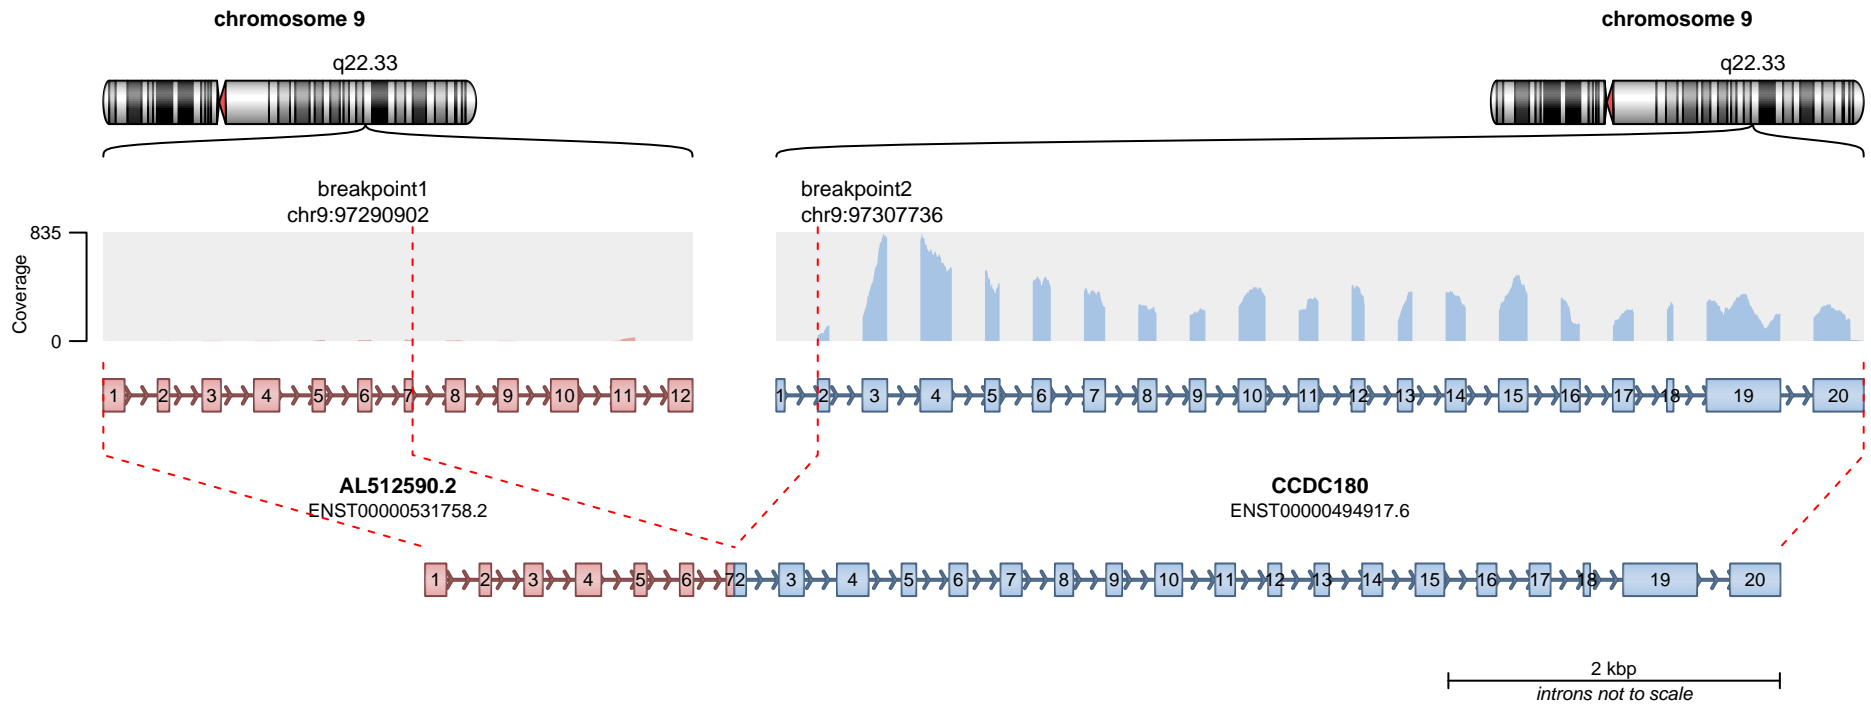 chromosome 9
chromosome 9
q22.33
q22.33
breakpoint1
chr9:97290902
breakpoint2
chr9:97307736
835
Coverage
0
1 2 3 4 5 6 7 8 9 10 11 12
1 2 3 4 5 6 7 8 9 10 11 12 13 14 15 16 17 18 19 20
AL512590.2
ENST00000531758.2
CCDC180
ENST00000494917.6
1 2 3 4 5 6 7 2 3 4 5 6 7 8 9 10 11 12 13 14 15 16 17 18 19 20
2 kbp
introns not to scale